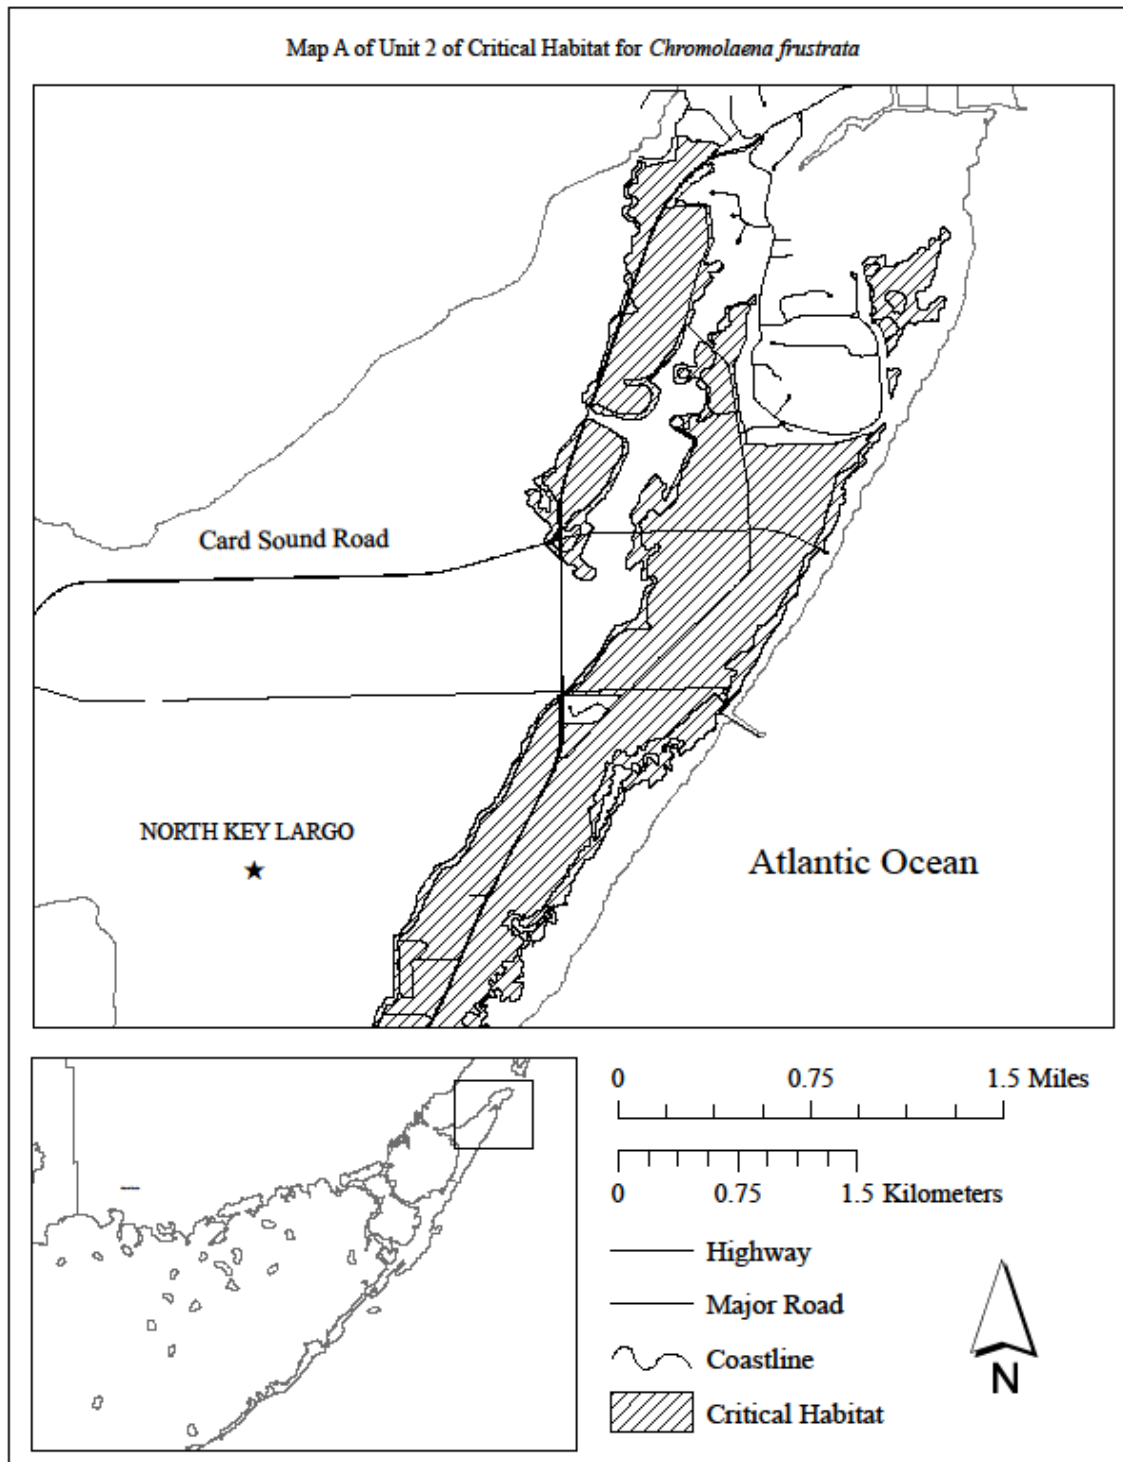 Map A of Unit 2 of Critical Habitat for Chromolaena frustrata
Card Sound Road
NORTH KEY LARGO
Atlantic Ocean
0 0.75 1.5 Miles
0 0.75 1.5 Kilometers
Highway
Major Road
Coastline
Critical Habitat
N